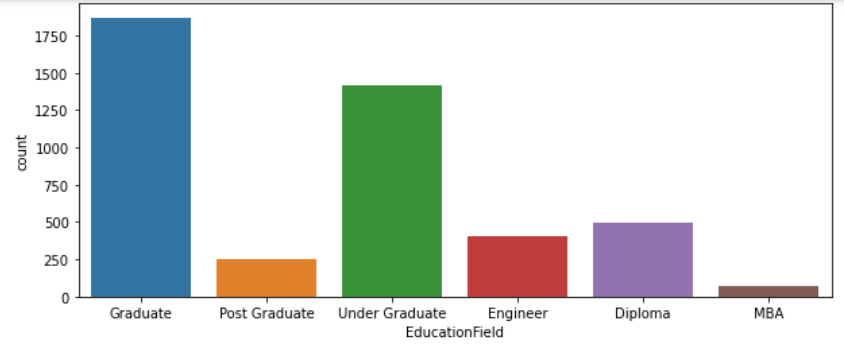 1750
1500
1250
1000
750
500
250
0
count
Graduate Post Graduate Under Graduate Engineer Diploma MBA
EducationField